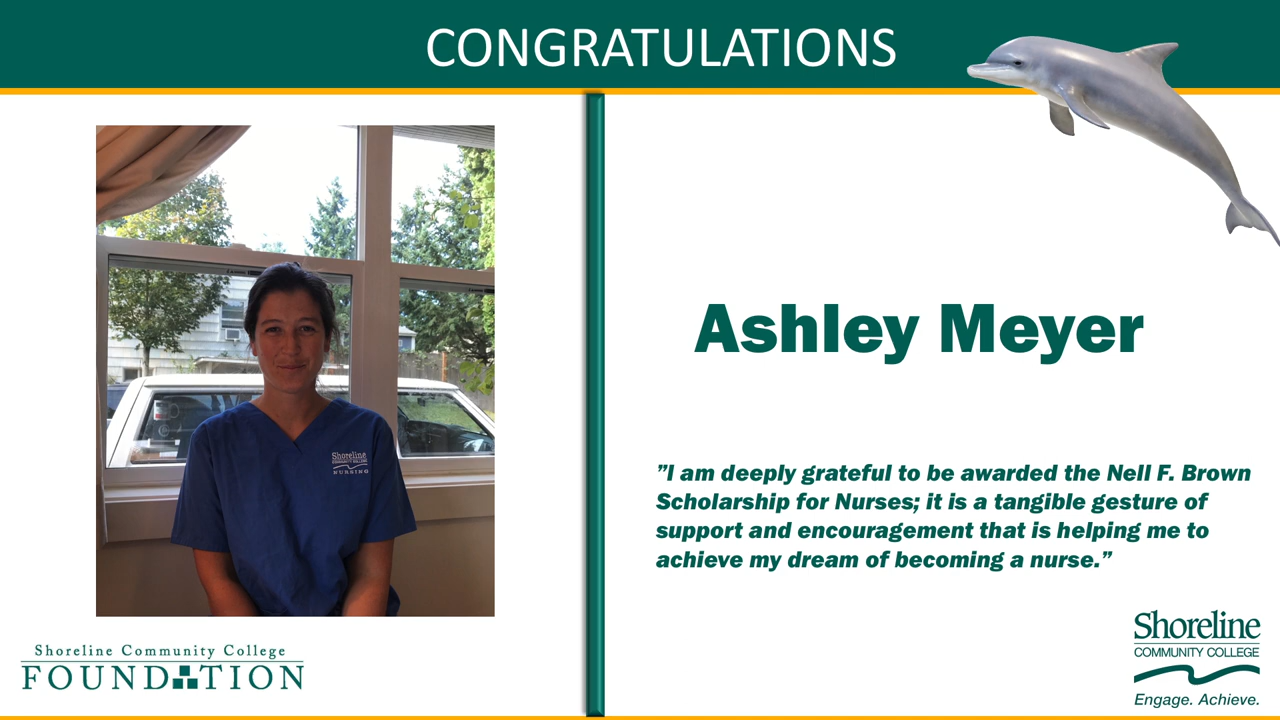 CONGRATULATIONS
Shoreline
COMMUNITY COLLEGE
NURSING
Shoreline Community College
FOUNDATION
Ashley Meyer
”I am deeply grateful to be awarded the Nell F. Brown
Scholarship for Nurses; it is a tangible gesture of
support and encouragement that is helping me to
achieve my dream of becoming a nurse.”
Shoreline
COMMUNITY COLLEGE
Engage. Achieve.